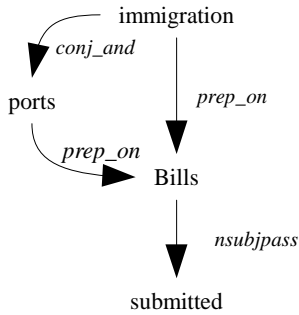 immigration
conj_and
ports
prep_on
prep_on
Bills
nsubjpass
submitted